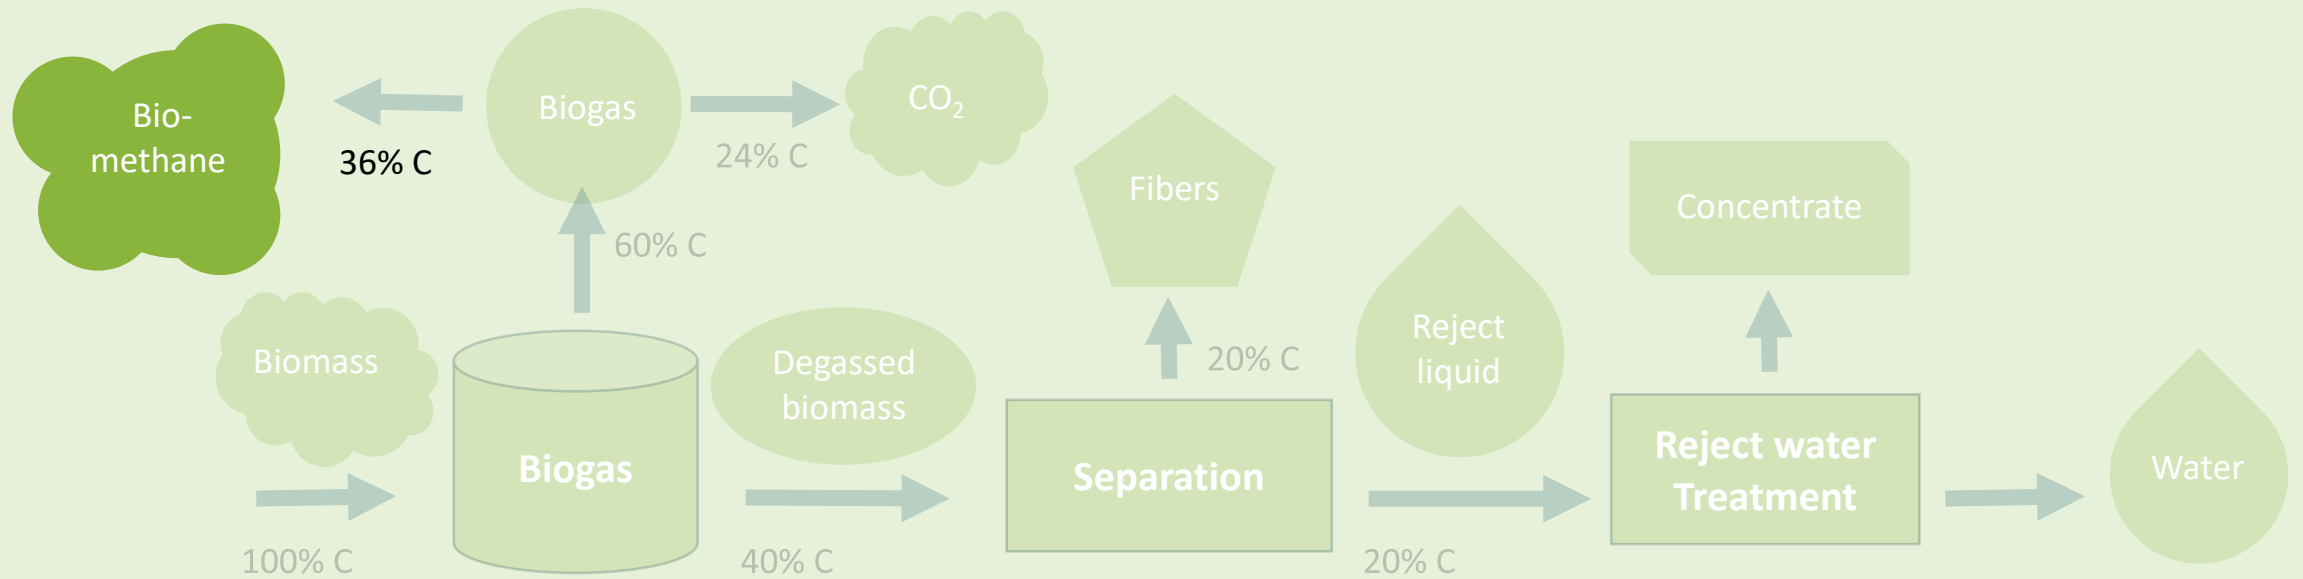 Bio-
methane
36% C
Biogas
24% C
CO₂
60% C
Fibers
20% C
Concentrate
Biomass
100% C
Biogas
Degassed
biomass
40% C
Separation
Reject
liquid
20% C
Reject water
Treatment
Water